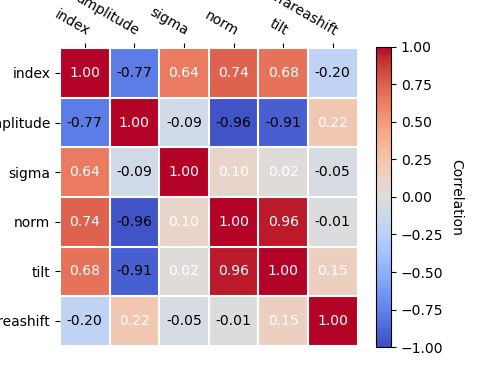 index amplitude sigma norm tilt areashift
index 1.00 -0.77 0.64 0.74 0.68 -0.20
plitude -0.77 1.00 -0.09 -0.96 -0.91 0.22
sigma 0.64 -0.09 1.00 0.10 0.02 -0.05
norm 0.74 -0.96 0.10 1.00 0.96 -0.01
tilt 0.68 -0.91 0.02 0.96 1.00 0.15
eashift -0.20 0.22 -0.05 -0.01 0.15 1.00
1.00
0.75
0.50
0.25
0.00
−0.25
−0.50
−0.75
−1.00
Correlation